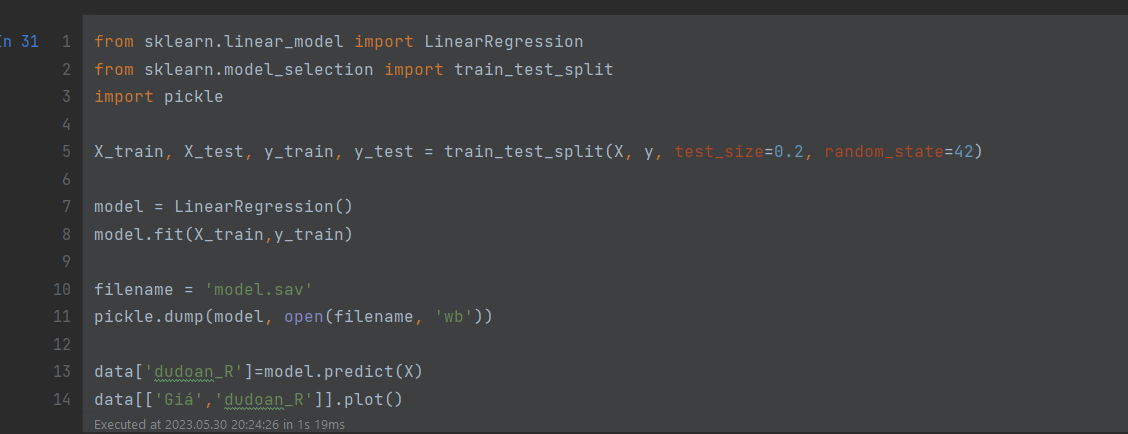 n 31 1 from sklearn.linear_model import LinearRegression
2 from sklearn.model_selection import train_test_split
3 import pickle
4
5 X_train, X_test, y_train, y_test = train_test_split(X, y, test_size=0.2, random_state=42)
6
7 model = LinearRegression()
8 model.fit(X_train,y_train)
9
10 filename = 'model.sav'
11 pickle.dump(model, open(filename, 'wb'))
12
13 data['dudoan_R']=model.predict(X)
14 data[['Giá','dudoan_R']].plot()
Executed at 2023.05.30 20:24:26 in 1s 19ms